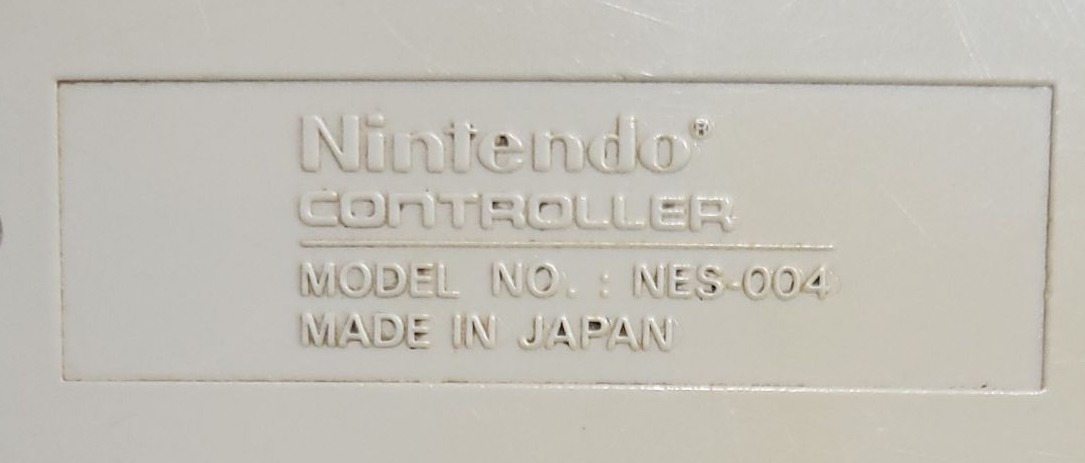 Nintendo®
CONTROLLER
MODEL NO. : NES-004
MADE IN JAPAN